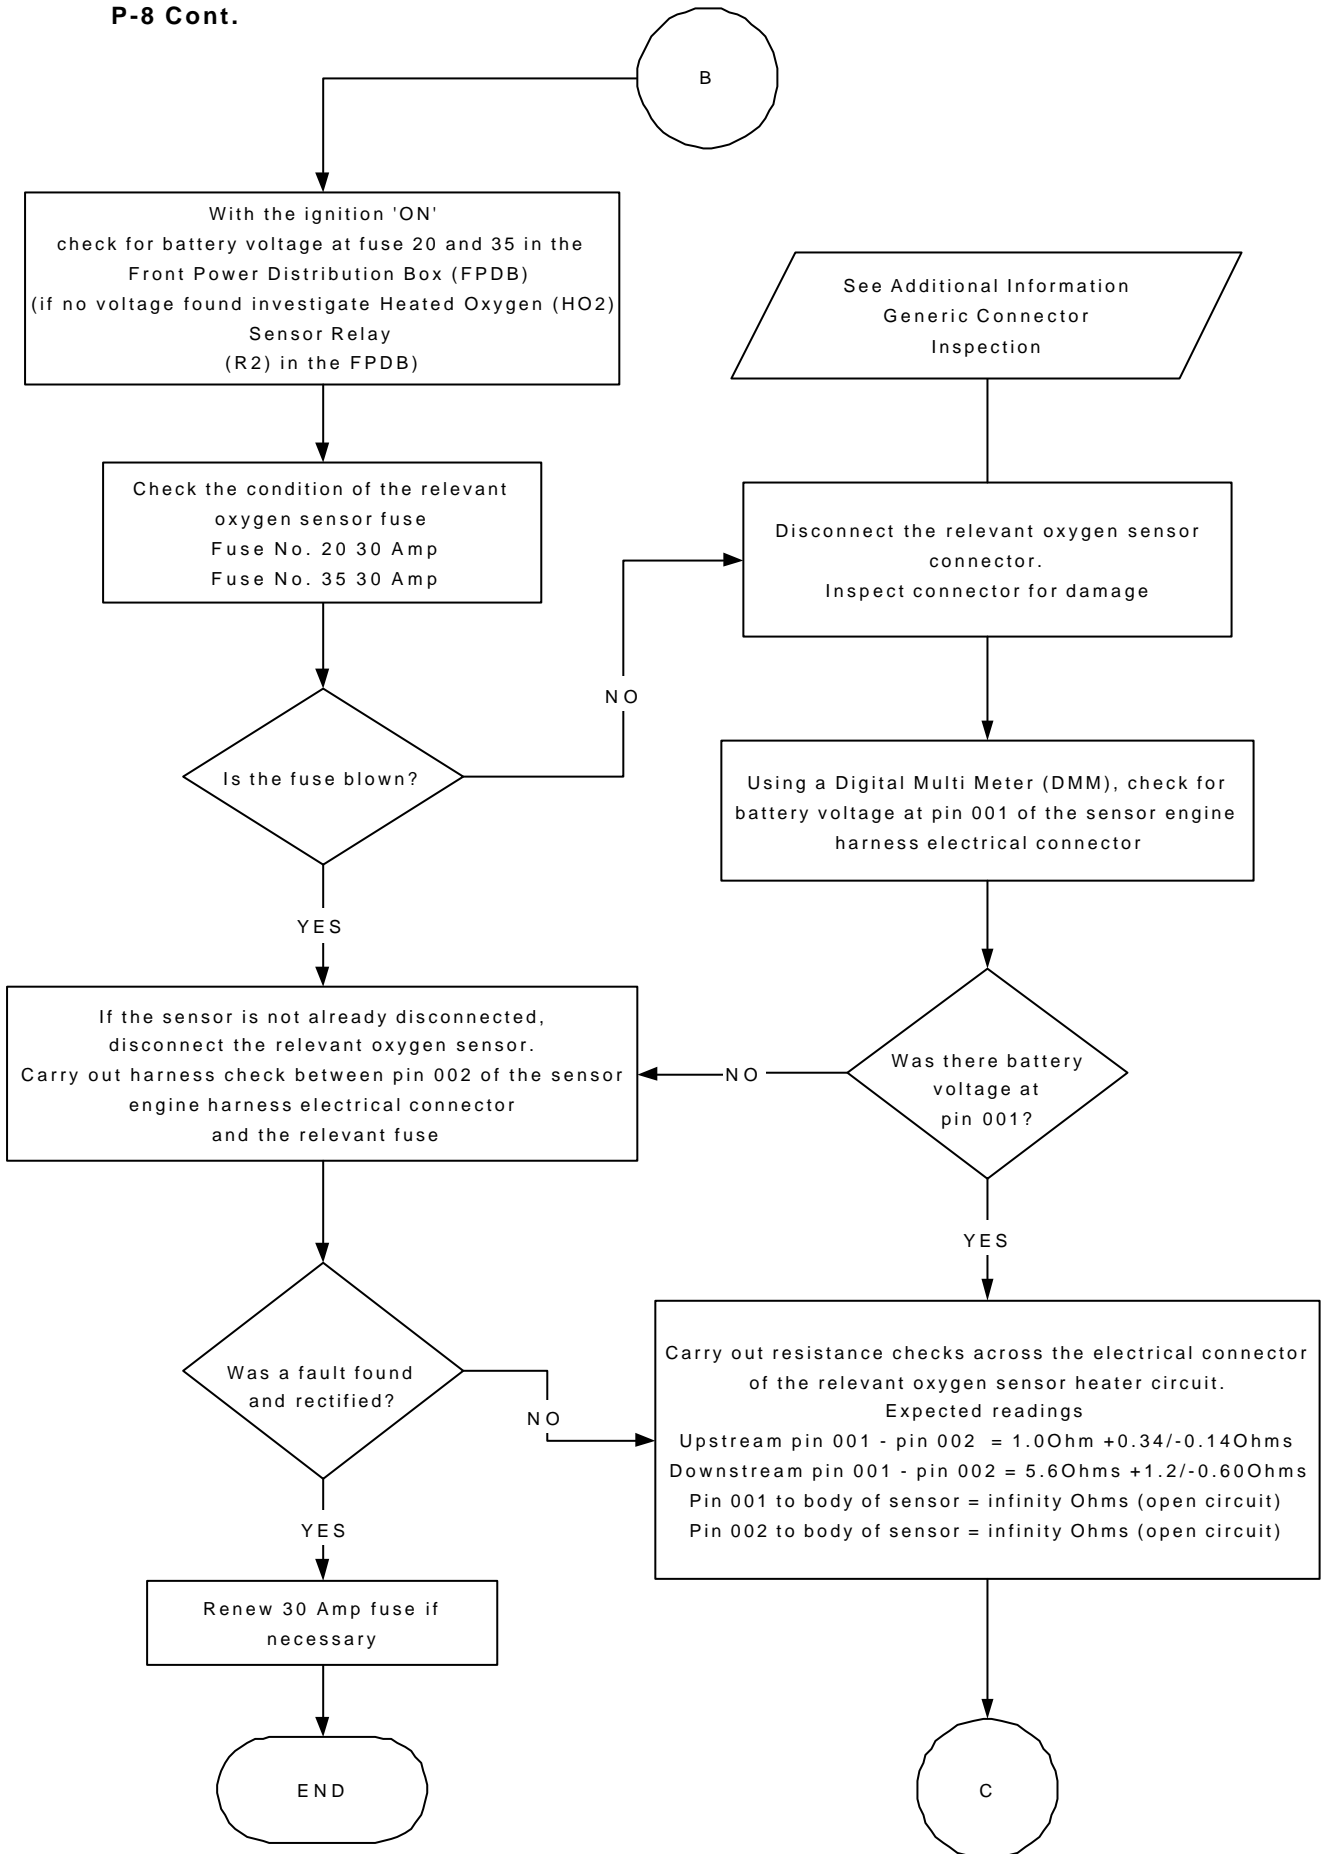 P-8 Cont.
B
With the ignition 'ON'
check for battery voltage at fuse 20 and 35 in the
Front Power Distribution Box (FPDB)
(if no voltage found investigate Heated Oxygen (HO2)
Sensor Relay
(R2) in the FPDB)
See Additional Information
Generic Connector
Inspection
Check the condition of the relevant
oxygen sensor fuse
Fuse No. 20 30 Amp
Fuse No. 35 30 Amp
Disconnect the relevant oxygen sensor
connector.
Inspect connector for damage
NO
Is the fuse blown?
Using a Digital Multi Meter (DMM), check for
battery voltage at pin 001 of the sensor engine
harness electrical connector
YES
If the sensor is not already disconnected,
disconnect the relevant oxygen sensor.
Carry out harness check between pin 002 of the sensor
engine harness electrical connector
and the relevant fuse
NO
Was there battery
voltage at
pin 001?
YES
Was a fault found
and rectified?
NO
Carry out resistance checks across the electrical connector
of the relevant oxygen sensor heater circuit.
Expected readings
Upstream pin 001 - pin 002 = 1.0Ohm +0.34/-0.14Ohms
Downstream pin 001 - pin 002 = 5.6Ohms +1.2/-0.60Ohms
Pin 001 to body of sensor = infinity Ohms (open circuit)
Pin 002 to body of sensor = infinity Ohms (open circuit)
YES
Renew 30 Amp fuse if
necessary
END
C